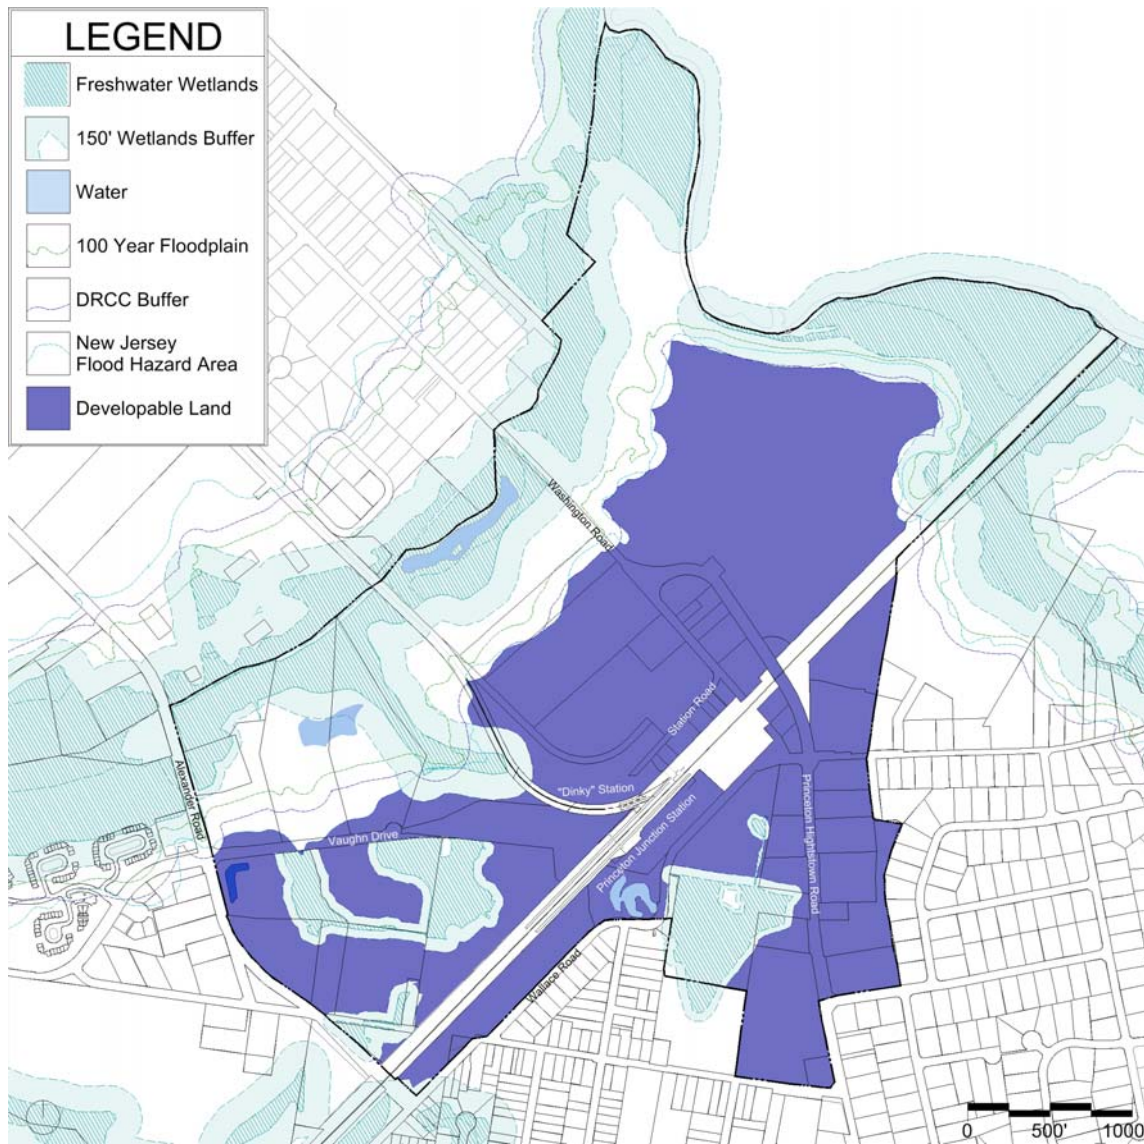 LEGEND
Freshwater Wetlands
150' Wetlands Buffer
Water
100 Year Floodplain
DRCC Buffer
New Jersey
Flood Hazard Area
Developable Land
Washington Road
Station Road
Alexander Road
"Dinky" Station
Vaughn Drive
Princeton Junction Station
Princeton Hightstown Road
Wallace Road
0 500' 1000